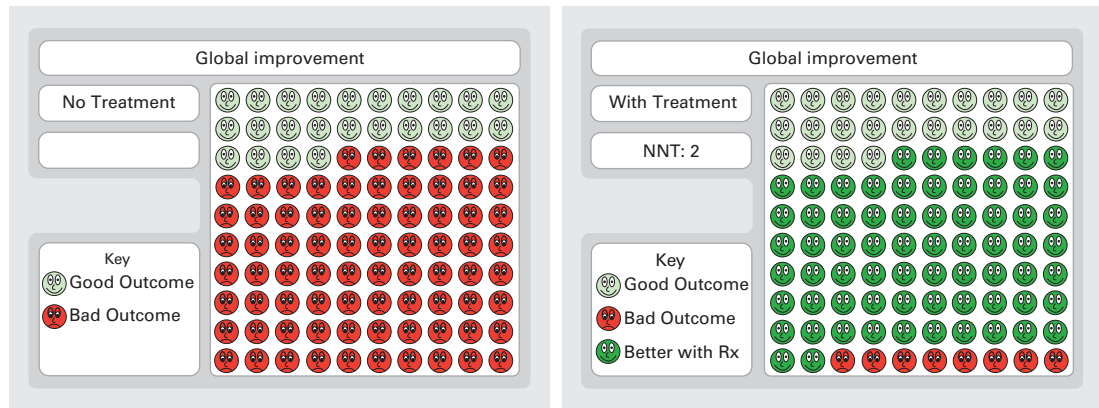 Global improvement
No Treatment
Key
Good Outcome
Bad Outcome
Global improvement
With Treatment
NNT: 2
Key
Good Outcome
Bad Outcome
Better with Rx